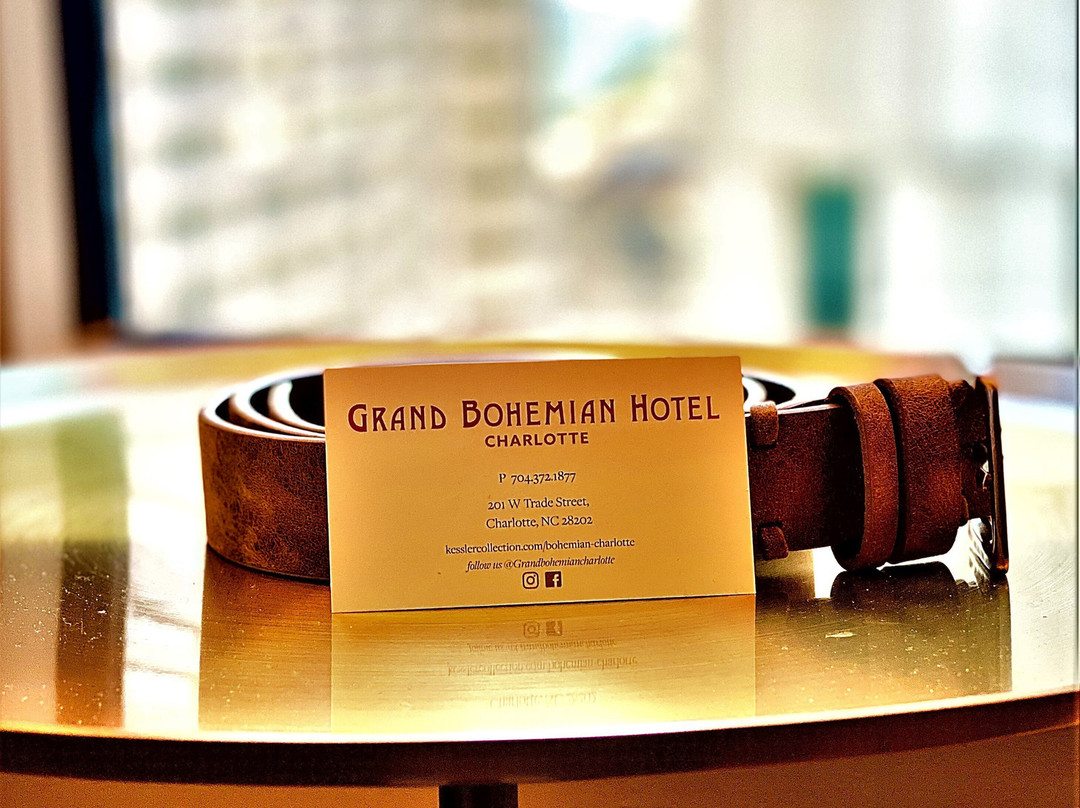 GRAND BOHEMIAN HOTEL
CHARLOTTE
P 704.372.1877
201 W Trade Street,
Charlotte, NC 28202
kesslercollection.com/bohemian-charlotte
follow us @Grandbohemiancharlotte